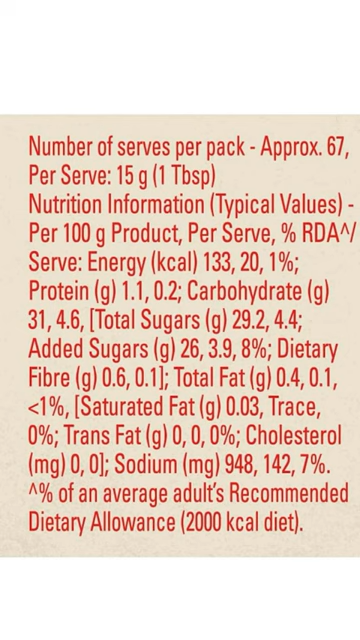 Number of serves per pack - Approx. 67,
Per Serve: 15 g (1 Tbsp)
Nutrition Information (Typical Values) -
Per 100 g Product, Per Serve, % RDA^/
Serve: Energy (kcal) 133, 20, 1%;
Protein (g) 1.1, 0.2; Carbohydrate (g)
31, 4.6, [Total Sugars (g) 29.2, 4.4;
Added Sugars (g) 26, 3.9, 8%; Dietary
Fibre (g) 0.6, 0.1]; Total Fat (g) 0.4, 0.1,
<1%, [Saturated Fat (g) 0.03, Trace,
0%; Trans Fat (g) 0, 0, 0%; Cholesterol
(mg) 0, 0]; Sodium (mg) 948, 142, 7%.
^% of an average adult's Recommended
Dietary Allowance (2000 kcal diet).